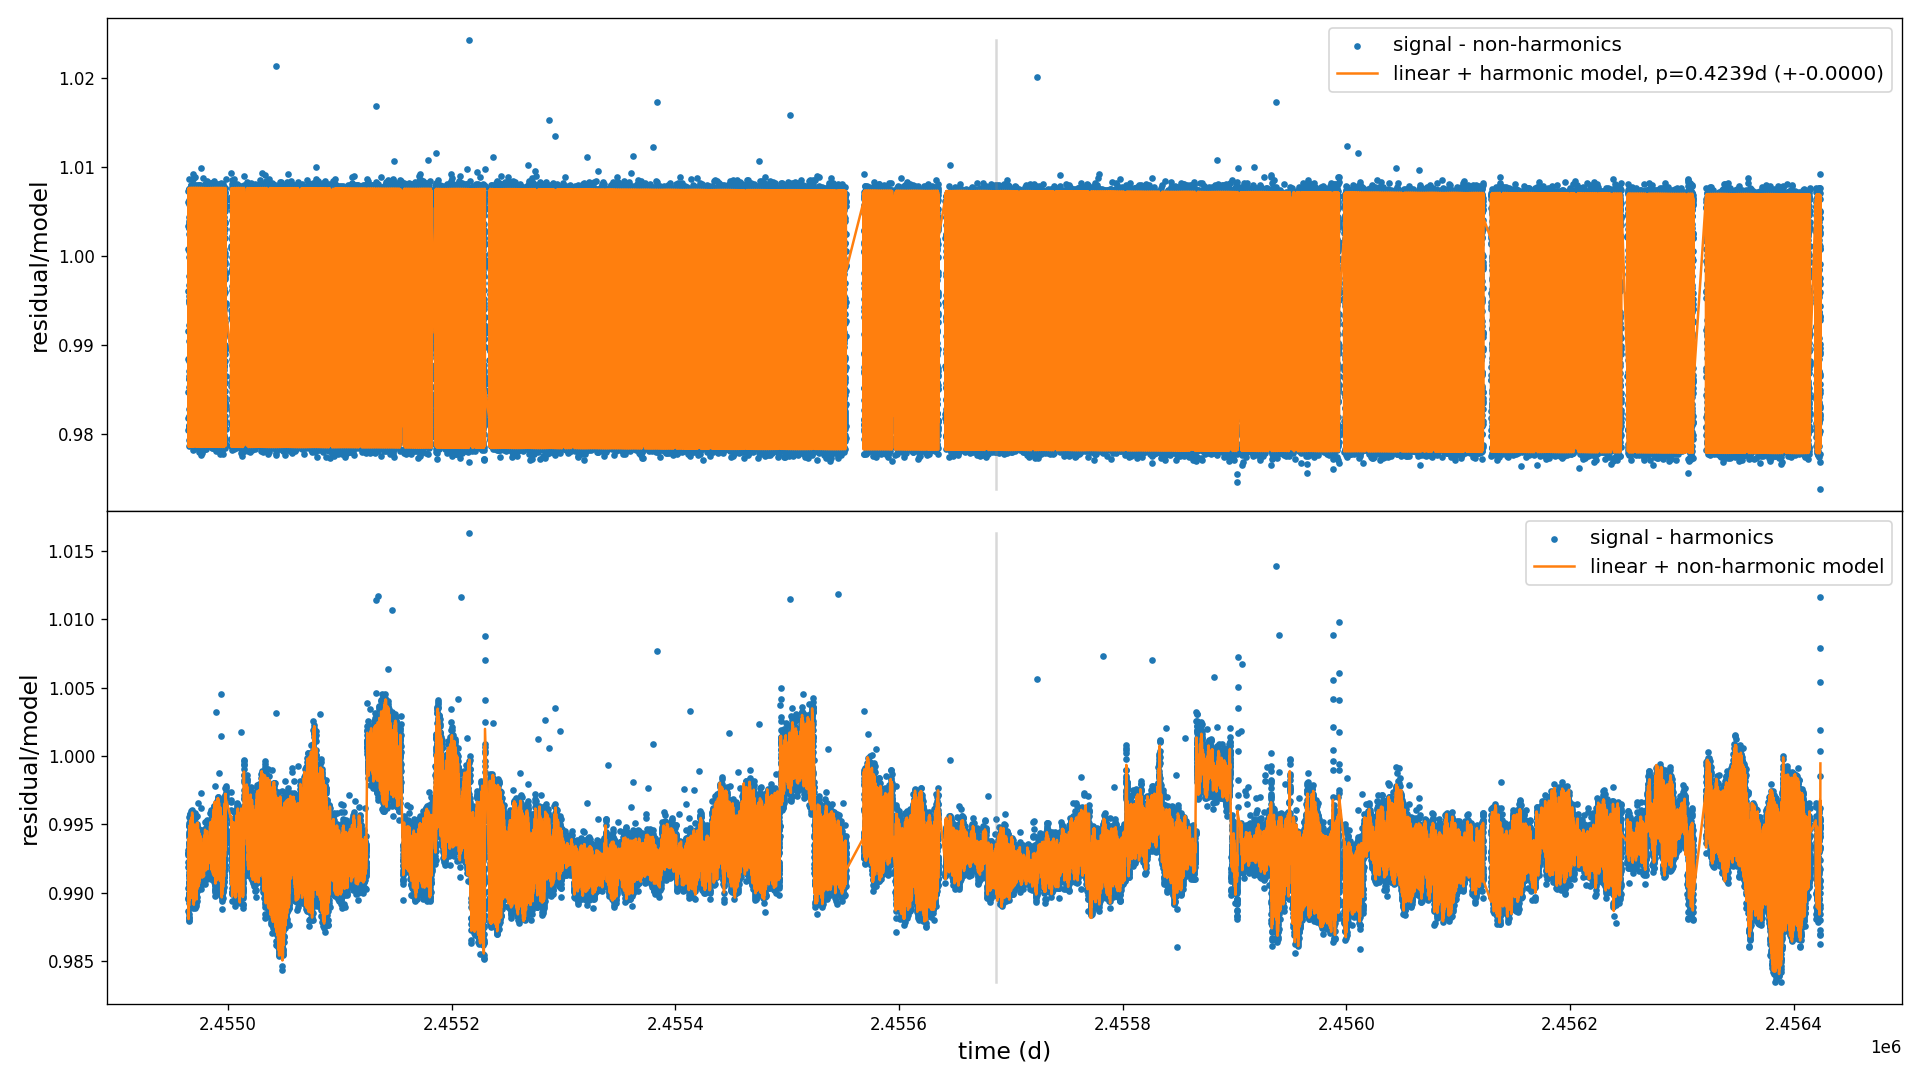 signal - non-harmonics
linear + harmonic model, p=0.4239d (+-0.0000)
1.02
1.01
1.00
0.99
0.98
residual/model
signal - harmonics
linear + non-harmonic model
1.015
1.010
1.005
1.000
0.995
0.990
0.985
residual/model
2.4550
2.4552
2.4554
2.4556
2.4558
2.4560
2.4562
2.4564
time (d)
1e6